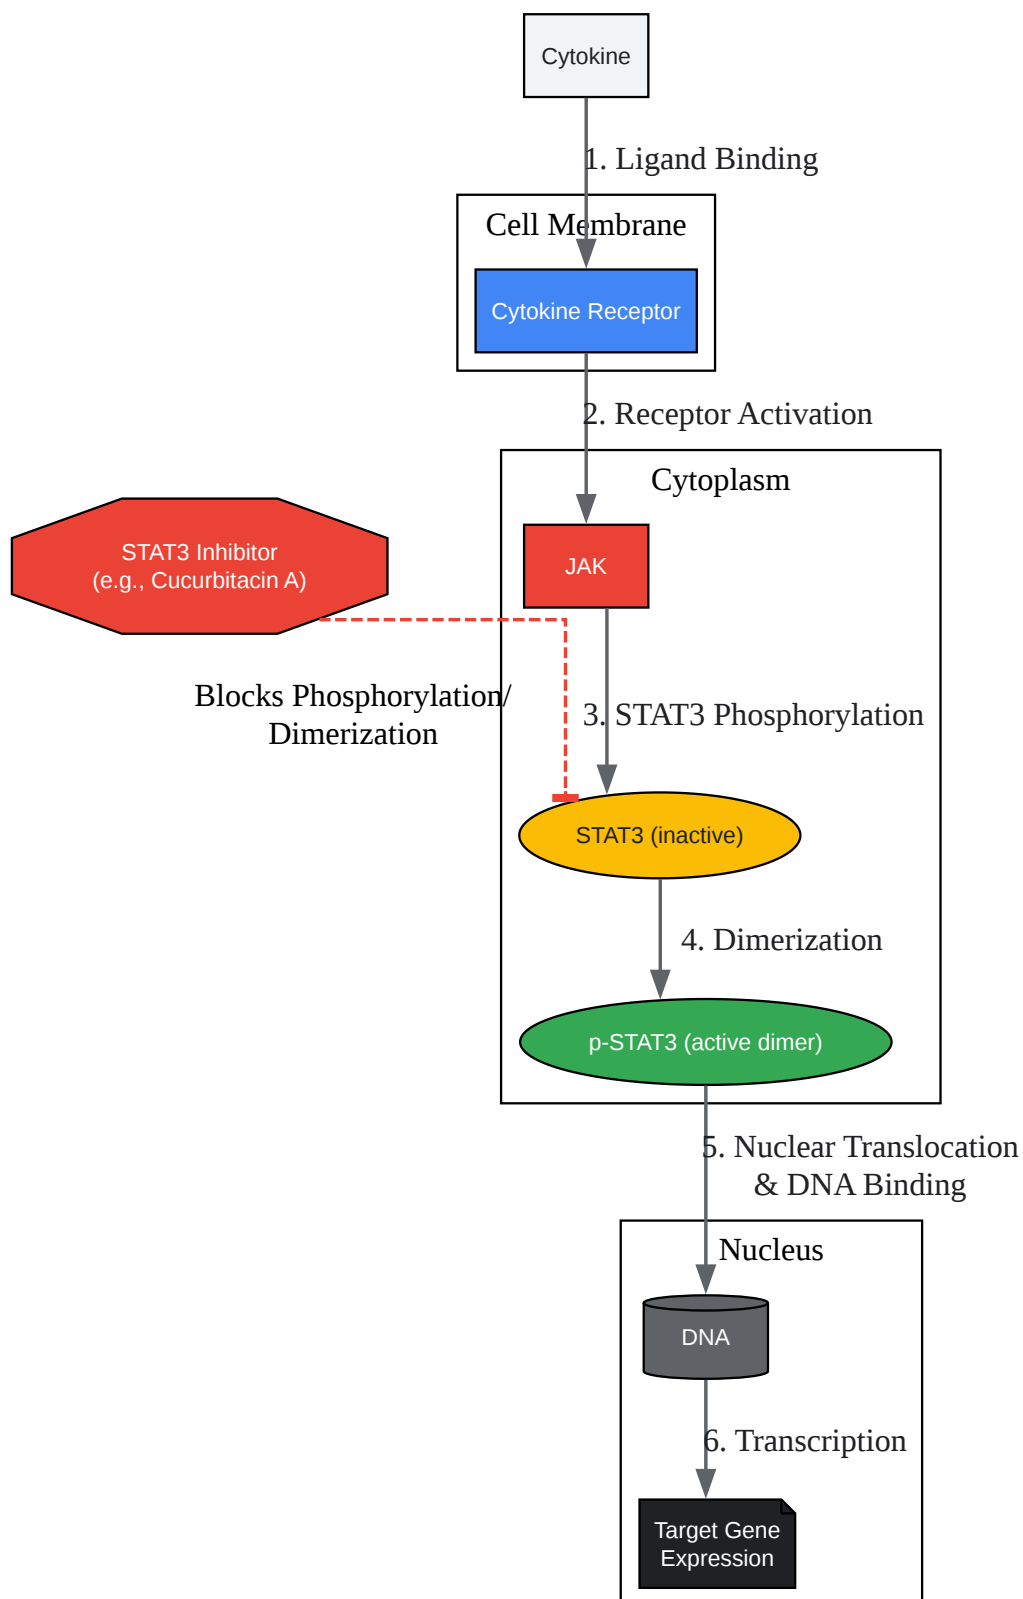 Cytokine
1. Ligand Binding
Cell Membrane
Cytokine Receptor
2. Receptor Activation
Cytoplasm
STAT3 Inhibitor
(e.g., Cucurbitacin A)
JAK
Blocks Phosphorylation/
Dimerization
3. STAT3 Phosphorylation
STAT3 (inactive)
4. Dimerization
p-STAT3 (active dimer)
5. Nuclear Translocation
& DNA Binding
Nucleus
DNA
6. Transcription
Target Gene
Expression